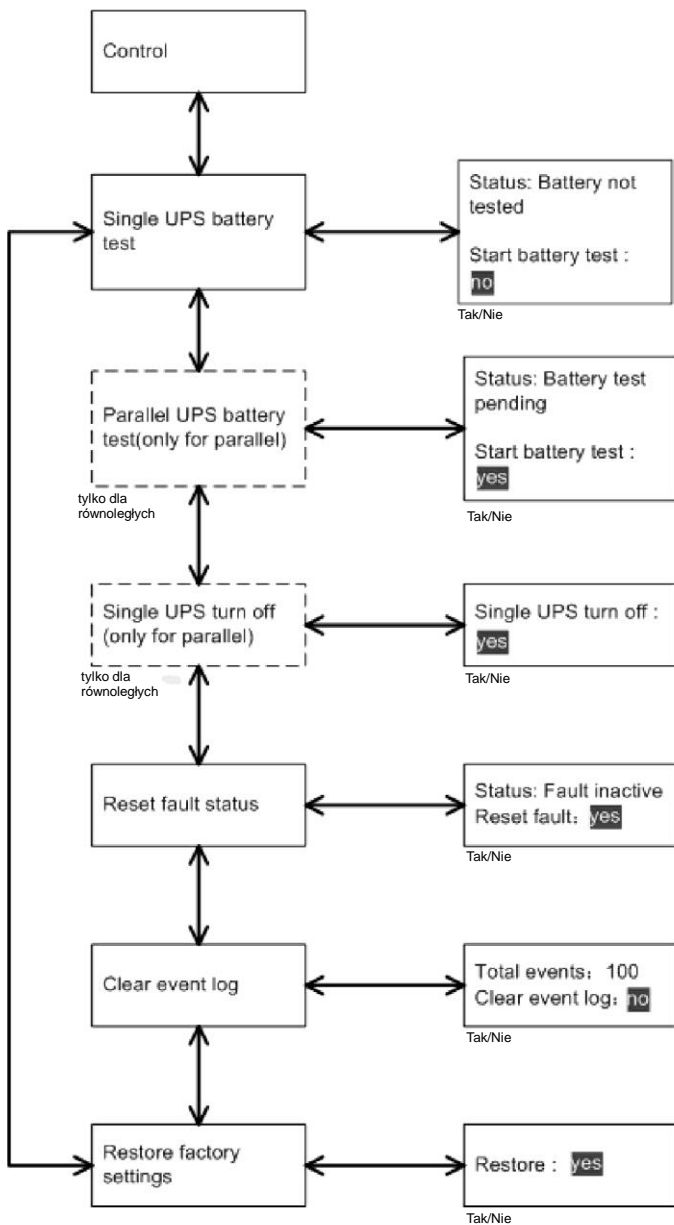 Control
Single UPS battery
test
Status: Battery not
tested
Start battery test :
no
Tak/Nie
Parallel UPS battery
test(only for parallel)
tylko dla
równoległych
Status: Battery test
pending
Start battery test :
yes
Tak/Nie
Single UPS turn off
(only for parallel)
tylko dla
równoległych
Single UPS turn off :
yes
Tak/Nie
Reset fault status
Status: Fault inactive
Reset fault：yes
Tak/Nie
Clear event log
Total events：100
Clear event log：no
Tak/Nie
Restore factory
settings
Restore : yes
Tak/Nie